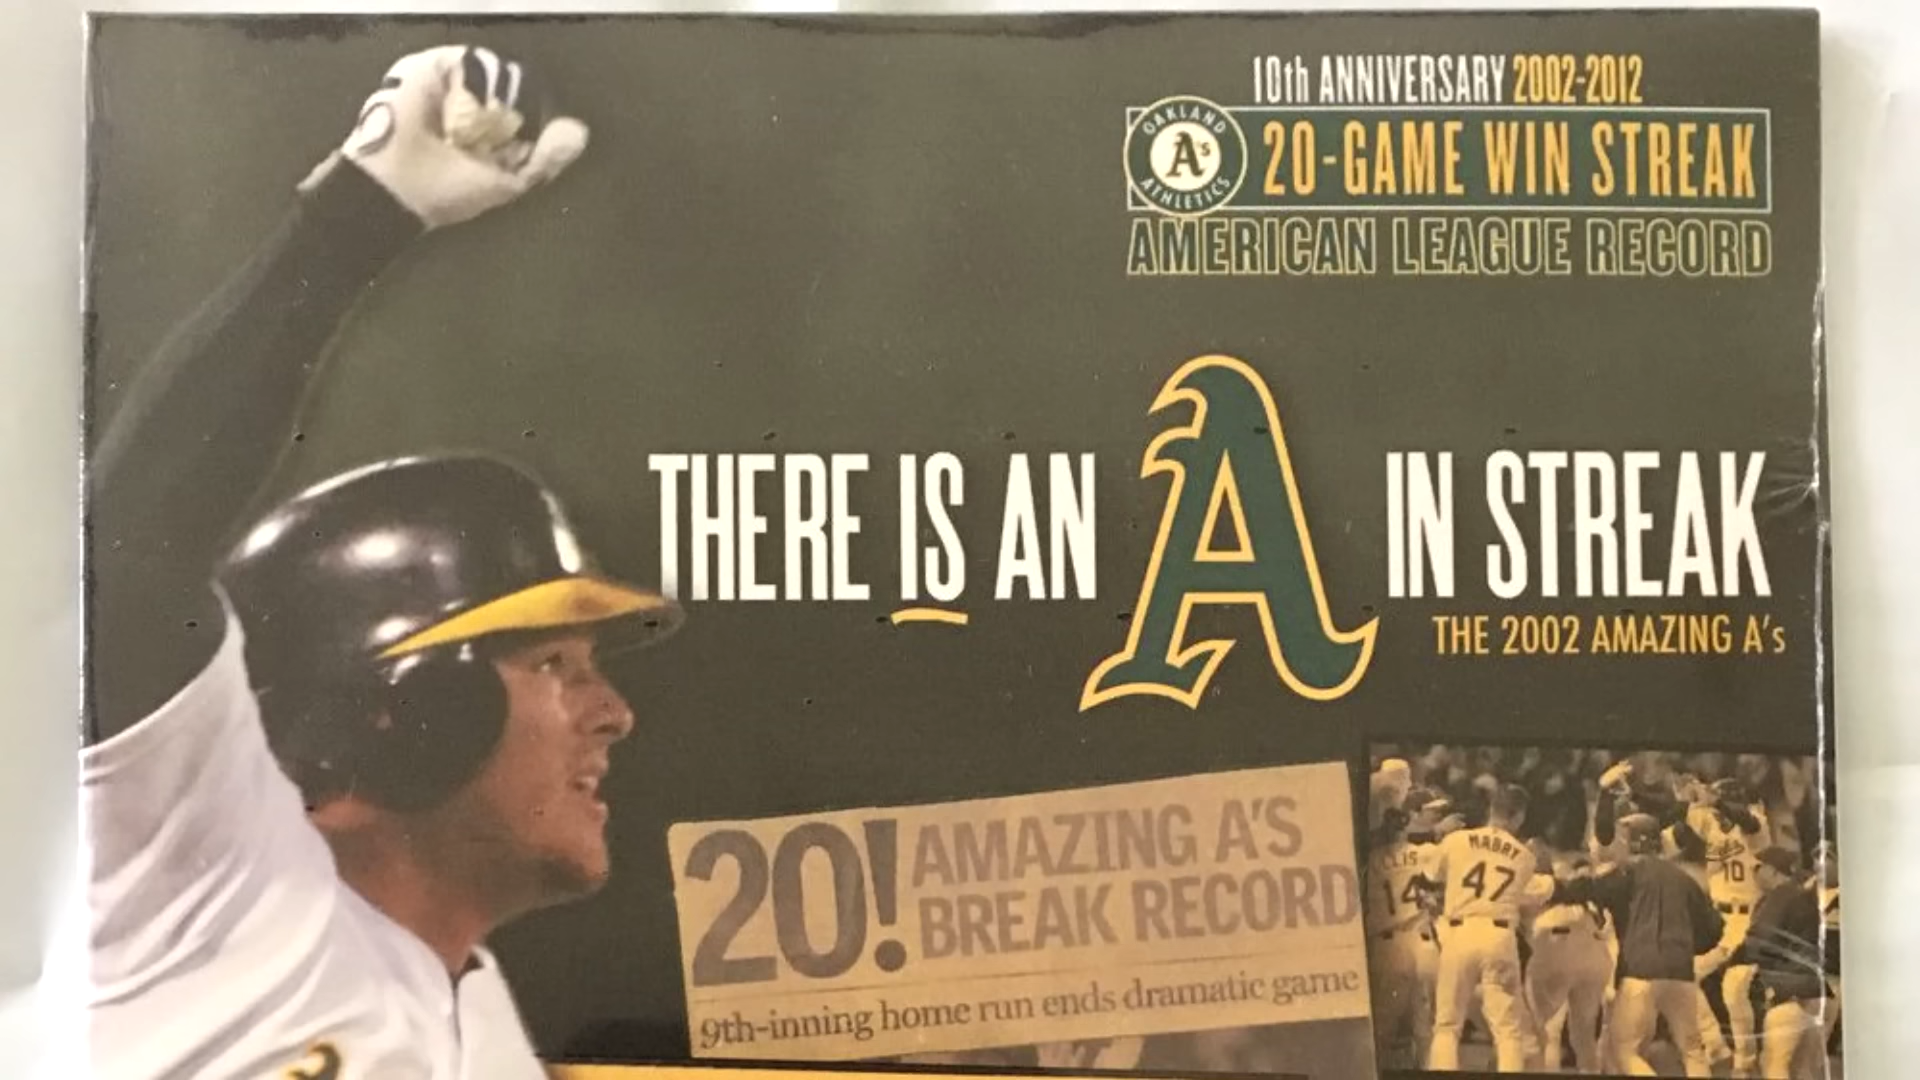 10th ANNIVERSARY 2002-2012
OAKLAND A's ATHLETICS
20-GAME WIN STREAK
AMERICAN LEAGUE RECORD
THERE IS AN A IN STREAK
THE 2002 AMAZING A's
20! AMAZING A'S
BREAK RECORD
9th-inning home run ends dramatic game
MABRY
47
14
10